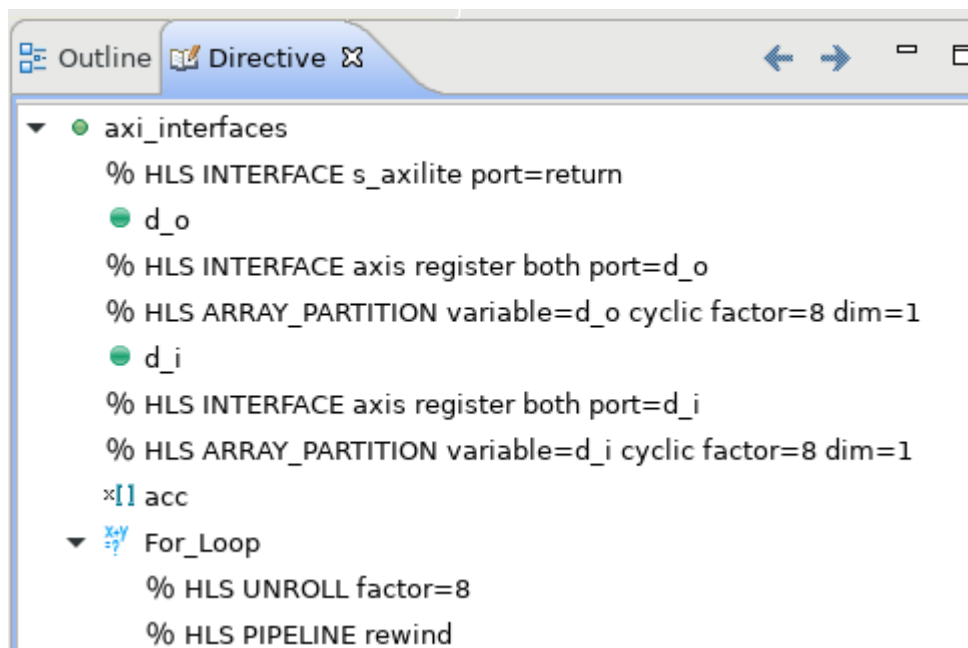 Outline Directive
axi_interfaces
% HLS INTERFACE s_axilite port=return
d_o
% HLS INTERFACE axis register both port=d_o
% HLS ARRAY_PARTITION variable=d_o cyclic factor=8 dim=1
d_i
% HLS INTERFACE axis register both port=d_i
% HLS ARRAY_PARTITION variable=d_i cyclic factor=8 dim=1
x[] acc
For_Loop
% HLS UNROLL factor=8
% HLS PIPELINE rewind